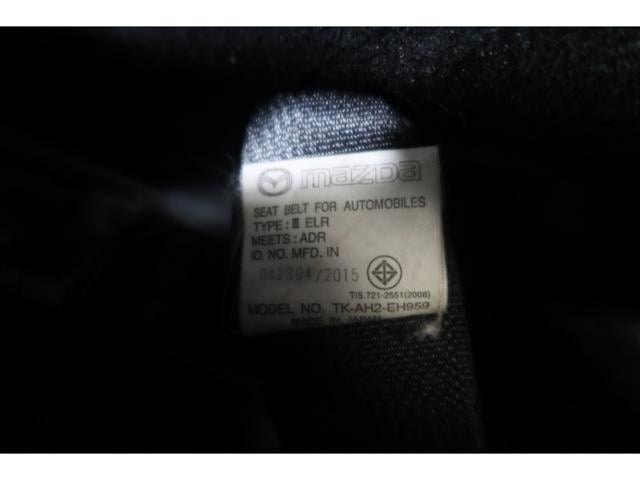 mazda
SEAT BELT FOR AUTOMOBILES
TYPE : III ELR
MEETS : ADR
ID. NO. MFD. IN
042304/2015
TIS.721-2551(2008)
MODEL NO. TK-AH2-EH959
MADE IN JAPAN